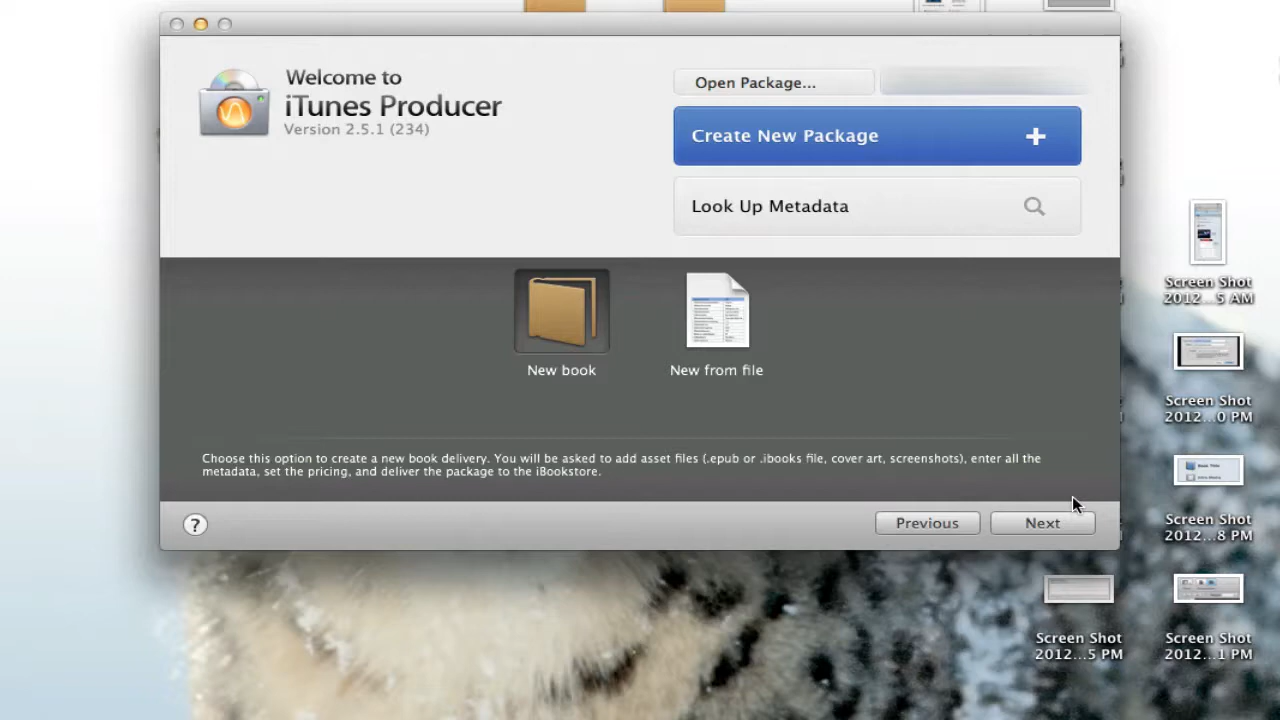 Welcome to
iTunes Producer
Version 2.5.1 (234)
Open Package...
Create New Package
Look Up Metadata
New book
New from file
Choose this option to create a new book delivery. You will be asked to add asset files (.epub or .ibooks file, cover art, screenshots), enter all the
metadata, set the pricing, and deliver the package to the iBookstore.
?
Previous
Next
Screen Shot
2012...5 AM
Screen Shot
2012...0 PM
Screen Shot
2012...8 PM
Screen Shot
2012...5 PM
Screen Shot
2012...1 PM